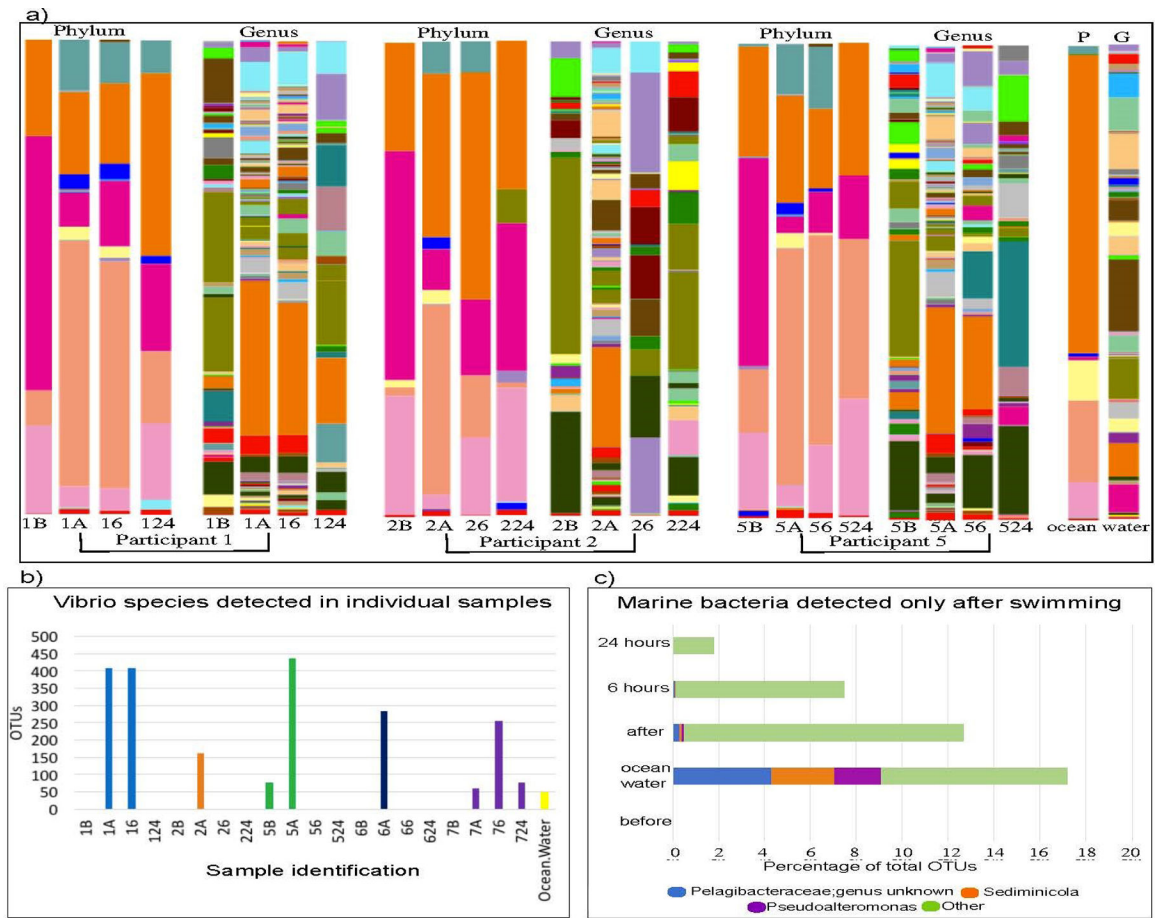 a)
Phylum Genus Phylum Genus Phylum Genus P G
1B 1A 16 124 1B 1A 16 124 2B 2A 26 224 2B 2A 26 224 5B 5A 56 524 5B 5A 56 524 ocean water
Participant 1 Participant 2 Participant 5
b)
Vibrio species detected in individual samples
OTUs
500
450
400
350
300
250
200
150
100
50
0
1B 1A 16 124 2B 2A 26 224 5B 5A 56 524 6B 6A 66 624 7B 7A 76 724 Ocean.Water
Sample identification
c)
Marine bacteria detected only after swimming
24 hours
6 hours
after
ocean
water
before
0 2 4 6 8 10 12 14 16 18 20
Percentage of total OTUs
Pelagibacteraceae;genus unknown Sediminicola
Pseudoalteromonas Other